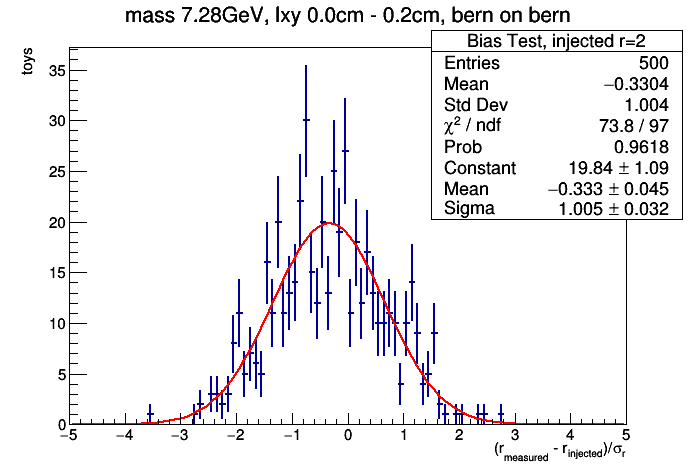 mass 7.28GeV, lxy 0.0cm - 0.2cm, bern on bern
Bias Test, injected r=2
Entries 500
Mean −0.3304
Std Dev 1.004
χ² / ndf 73.8 / 97
Prob 0.9618
Constant 19.84 ± 1.09
Mean −0.333 ± 0.045
Sigma 1.005 ± 0.032
toys
35
30
25
20
15
10
5
0
−5 −4 −3 −2 −1 0 1 2 3 4 5
(r_measured - r_injected)/σ_r